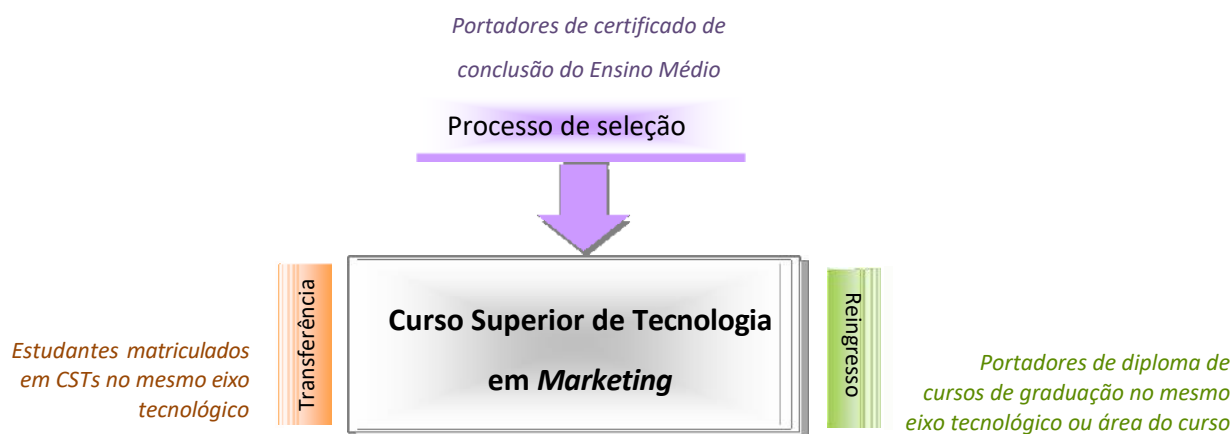 Portadores de certificado de
conclusão do Ensino Médio
Processo de seleção
Transferência
Curso Superior de Tecnologia
em Marketing
Reingresso
Estudantes matriculados
em CSTs no mesmo eixo
tecnológico
Portadores de diploma de
cursos de graduação no mesmo
eixo tecnológico ou área do curso